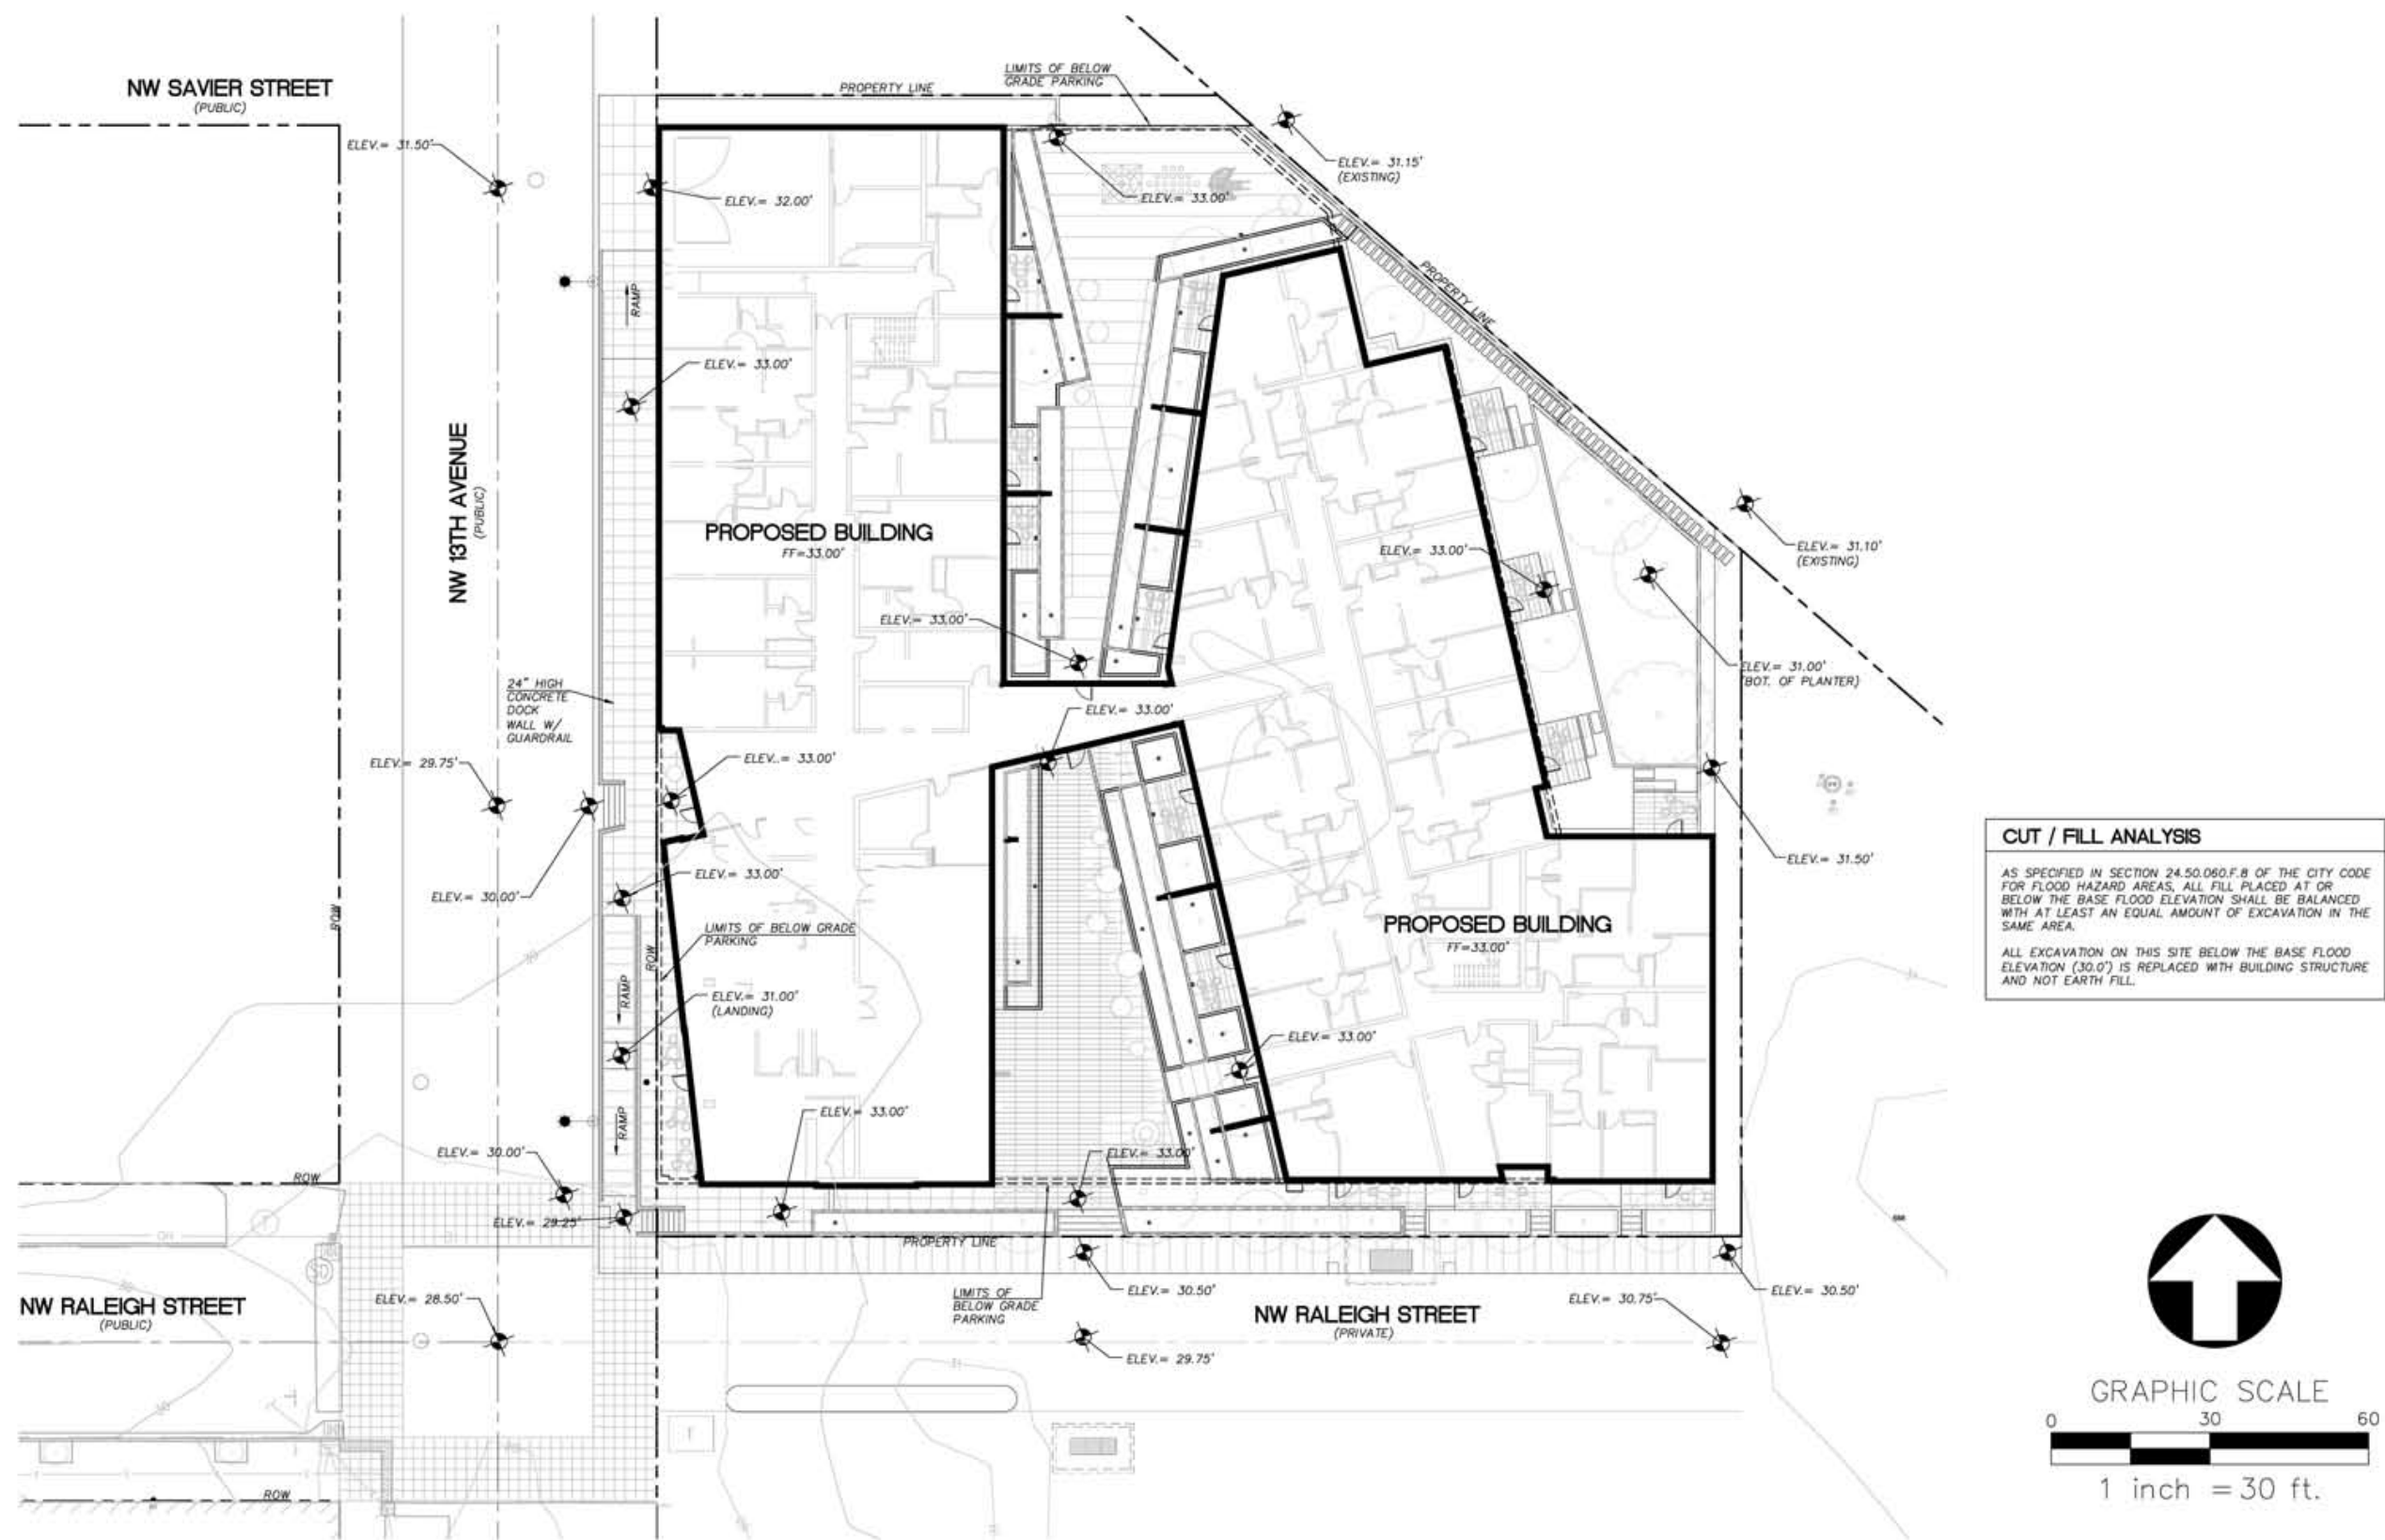 NW SAVIER STREET
(PUBLIC)
PROPERTY LINE
LIMITS OF BELOW
GRADE PARKING
ELEV.= 31.50'
ELEV.= 32.00'
ELEV.= 33.00'
ELEV.= 31.15'
(EXISTING)
RAMP
PROPERTY LINE
ELEV.= 33.00'
NW 13TH AVENUE
(PUBLIC)
PROPOSED BUILDING
FF=33.00'
ELEV.= 33.00'
ELEV.= 31.10'
(EXISTING)
ELEV.= 33.00'
ELEV.= 31.00'
(BOT. OF PLANTER)
24" HIGH
CONCRETE
DOCK
WALL W/
GUARDRAIL
ELEV.= 33.00'
ELEV.= 29.75'
ELEV.= 33.00'
ELEV.= 31.50'
ELEV.= 30.00'
ELEV.= 33.00'
ROW
LIMITS OF BELOW GRADE
PARKING
ROW
PROPOSED BUILDING
FF=33.00'
RAMP
ELEV.= 31.00'
(LANDING)
ELEV.= 33.00'
RAMP
ELEV.= 33.00'
ELEV.= 30.00'
ELEV.= 33.00'
ROW
ELEV.= 29.25'
PROPERTY LINE
NW RALEIGH STREET
(PUBLIC)
ELEV.= 28.50'
LIMITS OF
BELOW GRADE
PARKING
ELEV.= 30.50'
NW RALEIGH STREET
(PRIVATE)
ELEV.= 30.75'
ELEV.= 30.50'
ELEV.= 29.75'
ROW
CUT / FILL ANALYSIS
AS SPECIFIED IN SECTION 24.50.060.F.8 OF THE CITY CODE
FOR FLOOD HAZARD AREAS, ALL FILL PLACED AT OR
BELOW THE BASE FLOOD ELEVATION SHALL BE BALANCED
WITH AT LEAST AN EQUAL AMOUNT OF EXCAVATION IN THE
SAME AREA.
ALL EXCAVATION ON THIS SITE BELOW THE BASE FLOOD
ELEVATION (30.0') IS REPLACED WITH BUILDING STRUCTURE
AND NOT EARTH FILL.
GRAPHIC SCALE
0 30 60
1 inch = 30 ft.